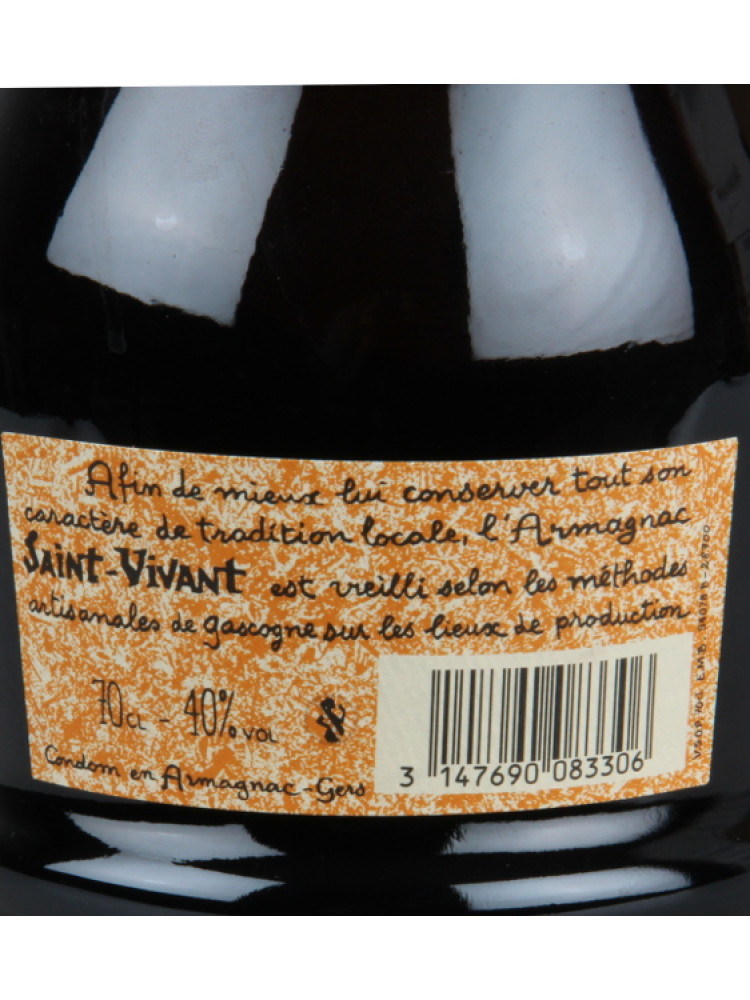 Afin de mieux lui conserver tout son
caractère de tradition locale, l'Armagnac
SAINT-VIVANT est vieilli selon les méthodes
artisanales de gascogne sur les lieux de production
70cl - 40% vol
Condom en Armagnac - Gers
3 147690 083306